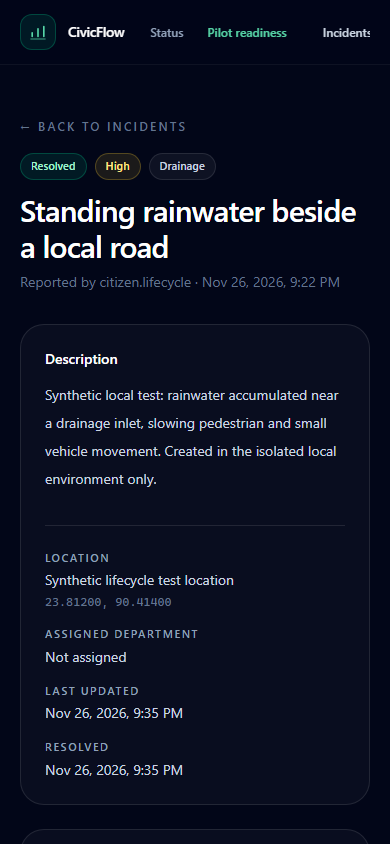 CivicFlow Status Pilot readiness Incidents
← BACK TO INCIDENTS
Resolved High Drainage
Standing rainwater beside
a local road
Reported by citizen.lifecycle · Nov 26, 2026, 9:22 PM
Description
Synthetic local test: rainwater accumulated near
a drainage inlet, slowing pedestrian and small
vehicle movement. Created in the isolated local
environment only.
LOCATION
Synthetic lifecycle test location
23.81200, 90.41400
ASSIGNED DEPARTMENT
Not assigned
LAST UPDATED
Nov 26, 2026, 9:35 PM
RESOLVED
Nov 26, 2026, 9:35 PM